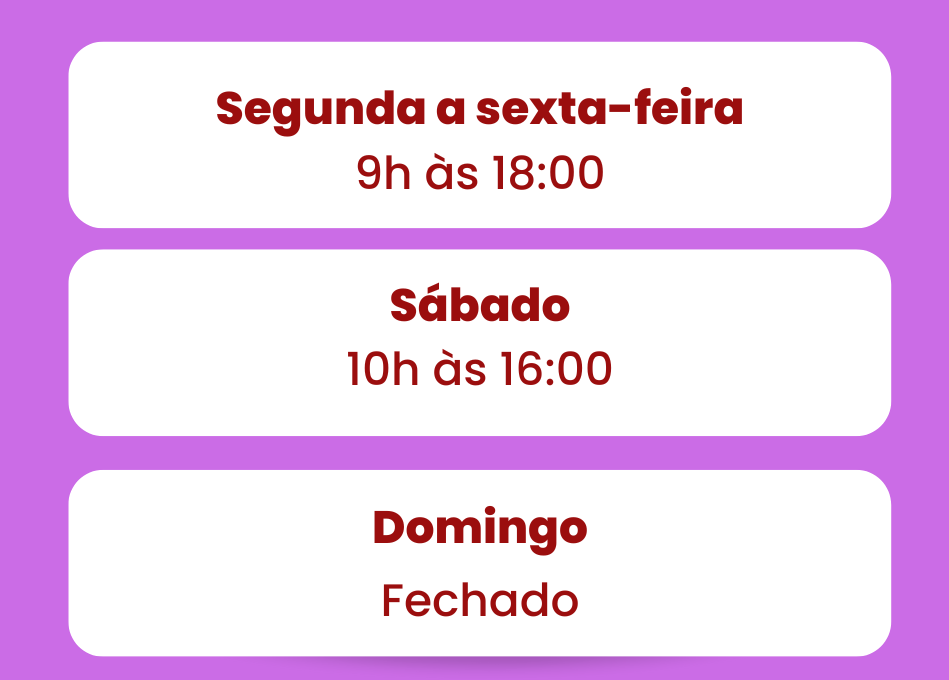 Segunda a sexta-feira
9h às 18:00
Sábado
10h às 16:00
Domingo
Fechado